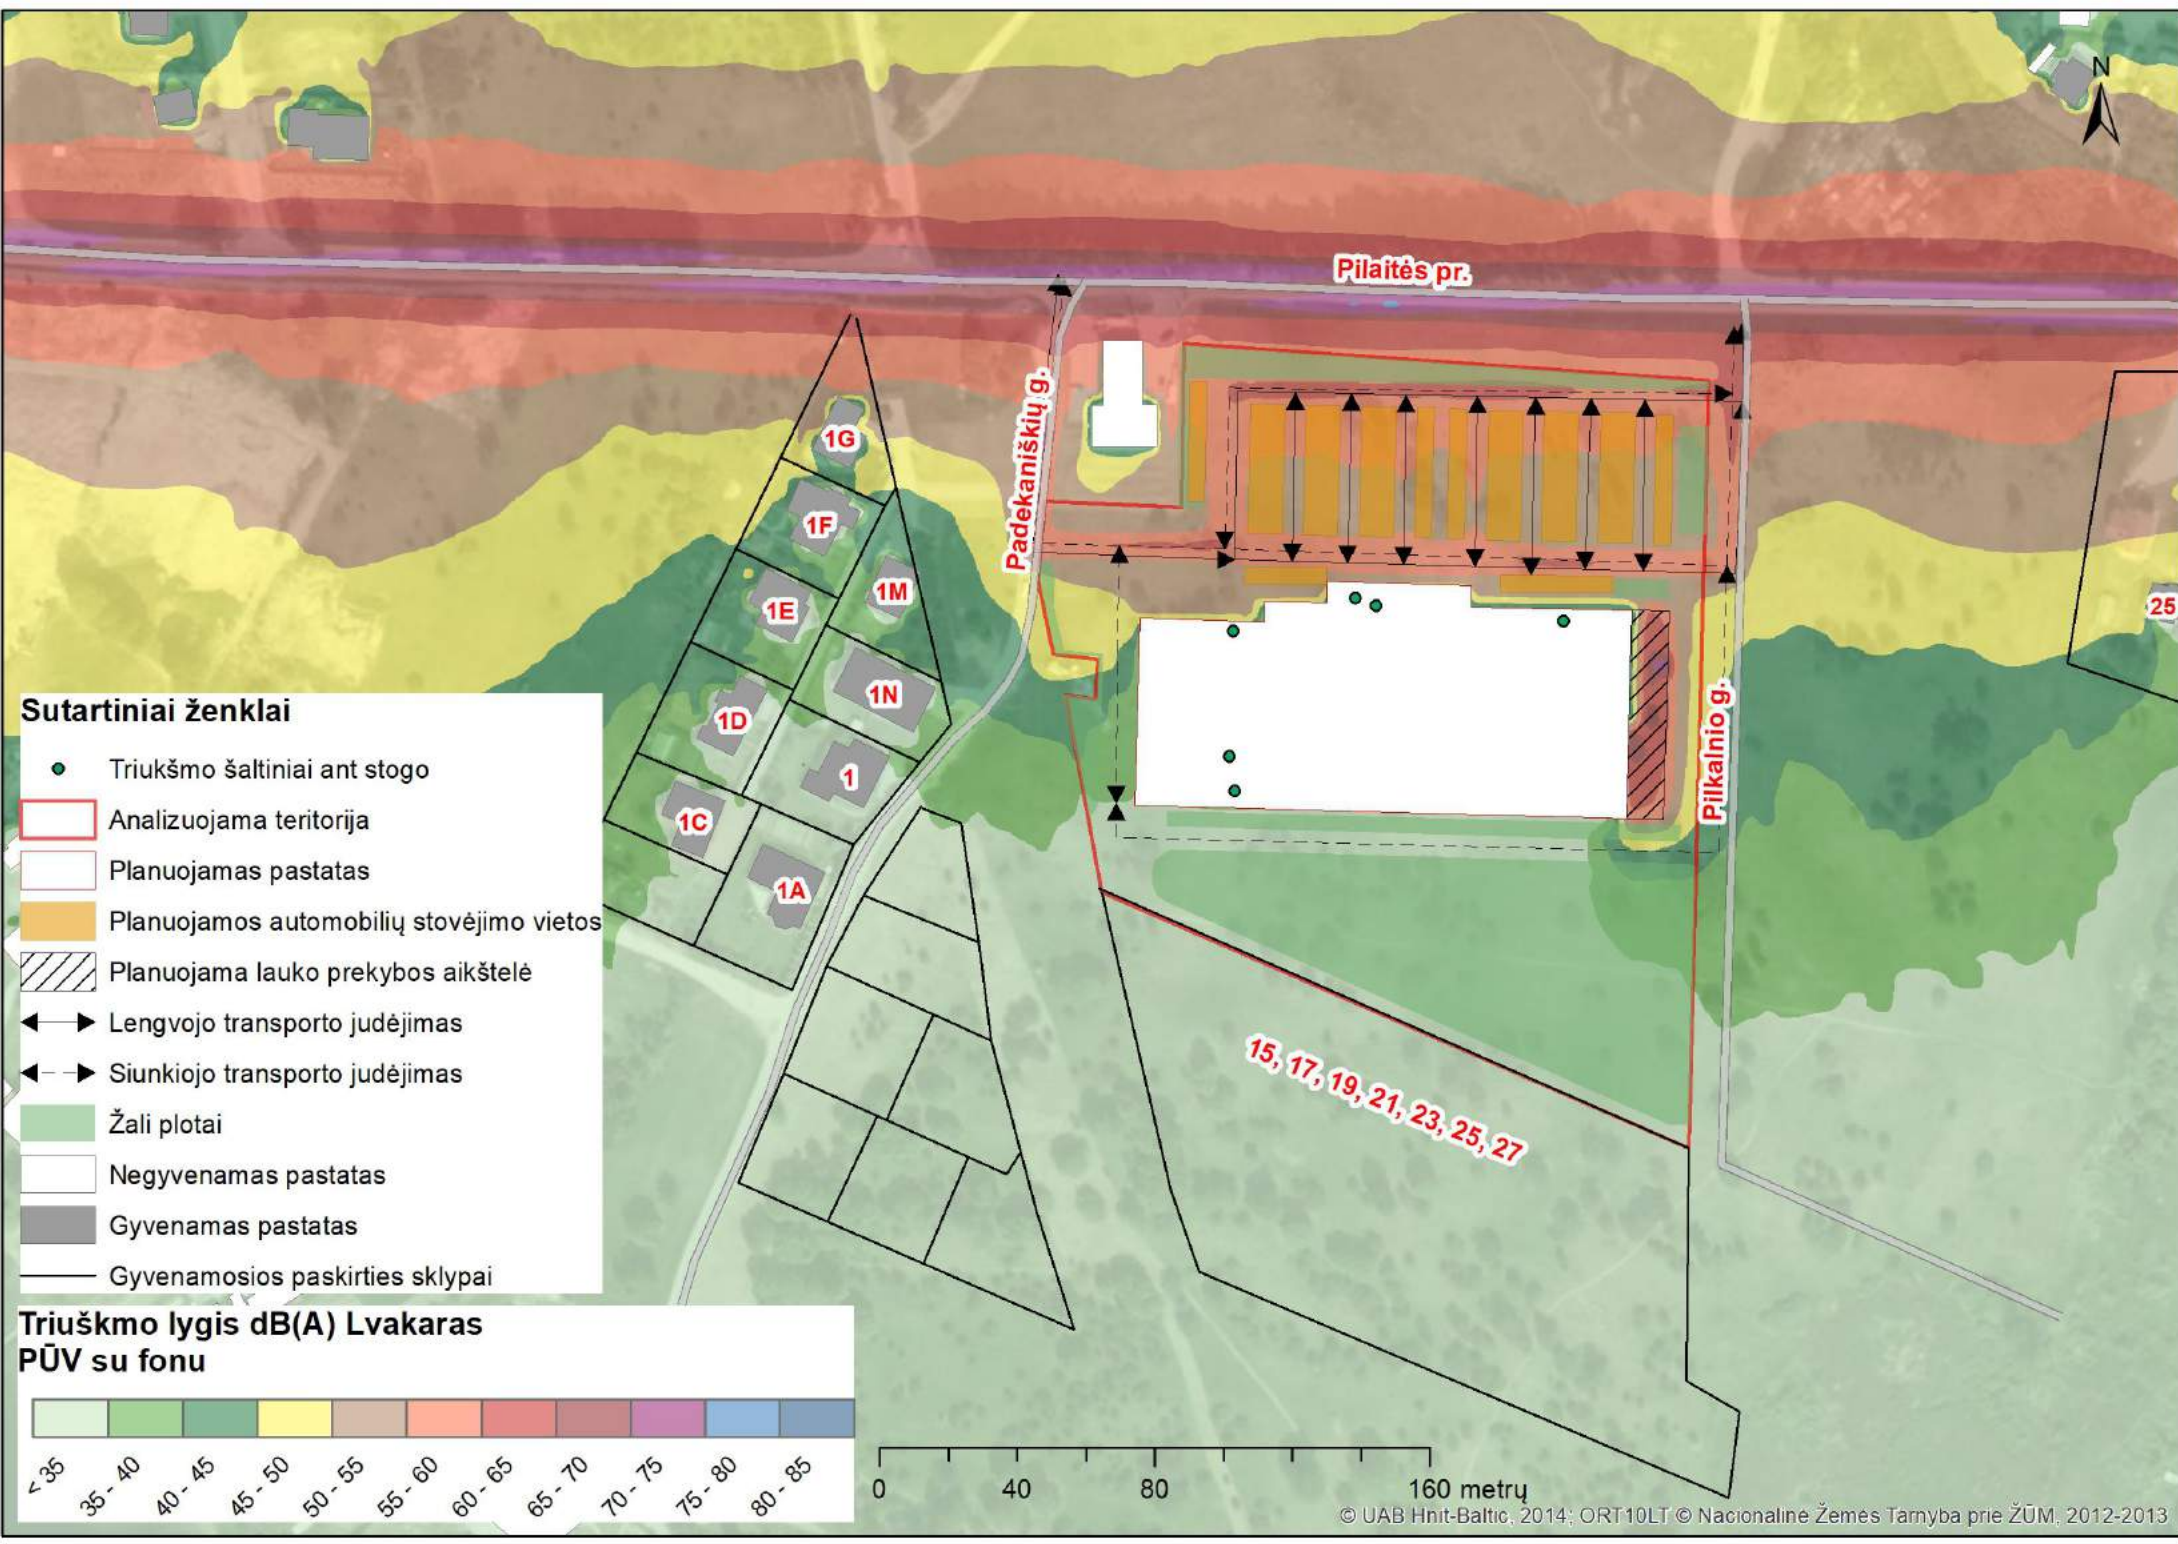 N
Pilaitės pr.
Padekaniškių g.
1G
1F
1M
1E
25
1N
1D
1
1C
1A
Pilkalnio g.
15, 17, 19, 21, 23, 25, 27
Sutartiniai ženklai
Triukšmo šaltiniai ant stogo
Analizuojama teritorija
Planuojamas pastatas
Planuojamos automobilių stovėjimo vietos
Planuojama lauko prekybos aikštelė
Lengvojo transporto judėjimas
Siunkiojo transporto judėjimas
Žali plotai
Negyvenamas pastatas
Gyvenamas pastatas
Gyvenamosios paskirties sklypai
Triuškmo lygis dB(A) Lvakaras
PŪV su fonu
< 35
35 - 40
40 - 45
45 - 50
50 - 55
55 - 60
60 - 65
65 - 70
70 - 75
75 - 80
80 - 85
0 40 80 160 metrų
© UAB Hnit-Baltic, 2014; ORT10LT © Nacionalinė Žemės Tarnyba prie ŽŪM, 2012-2013